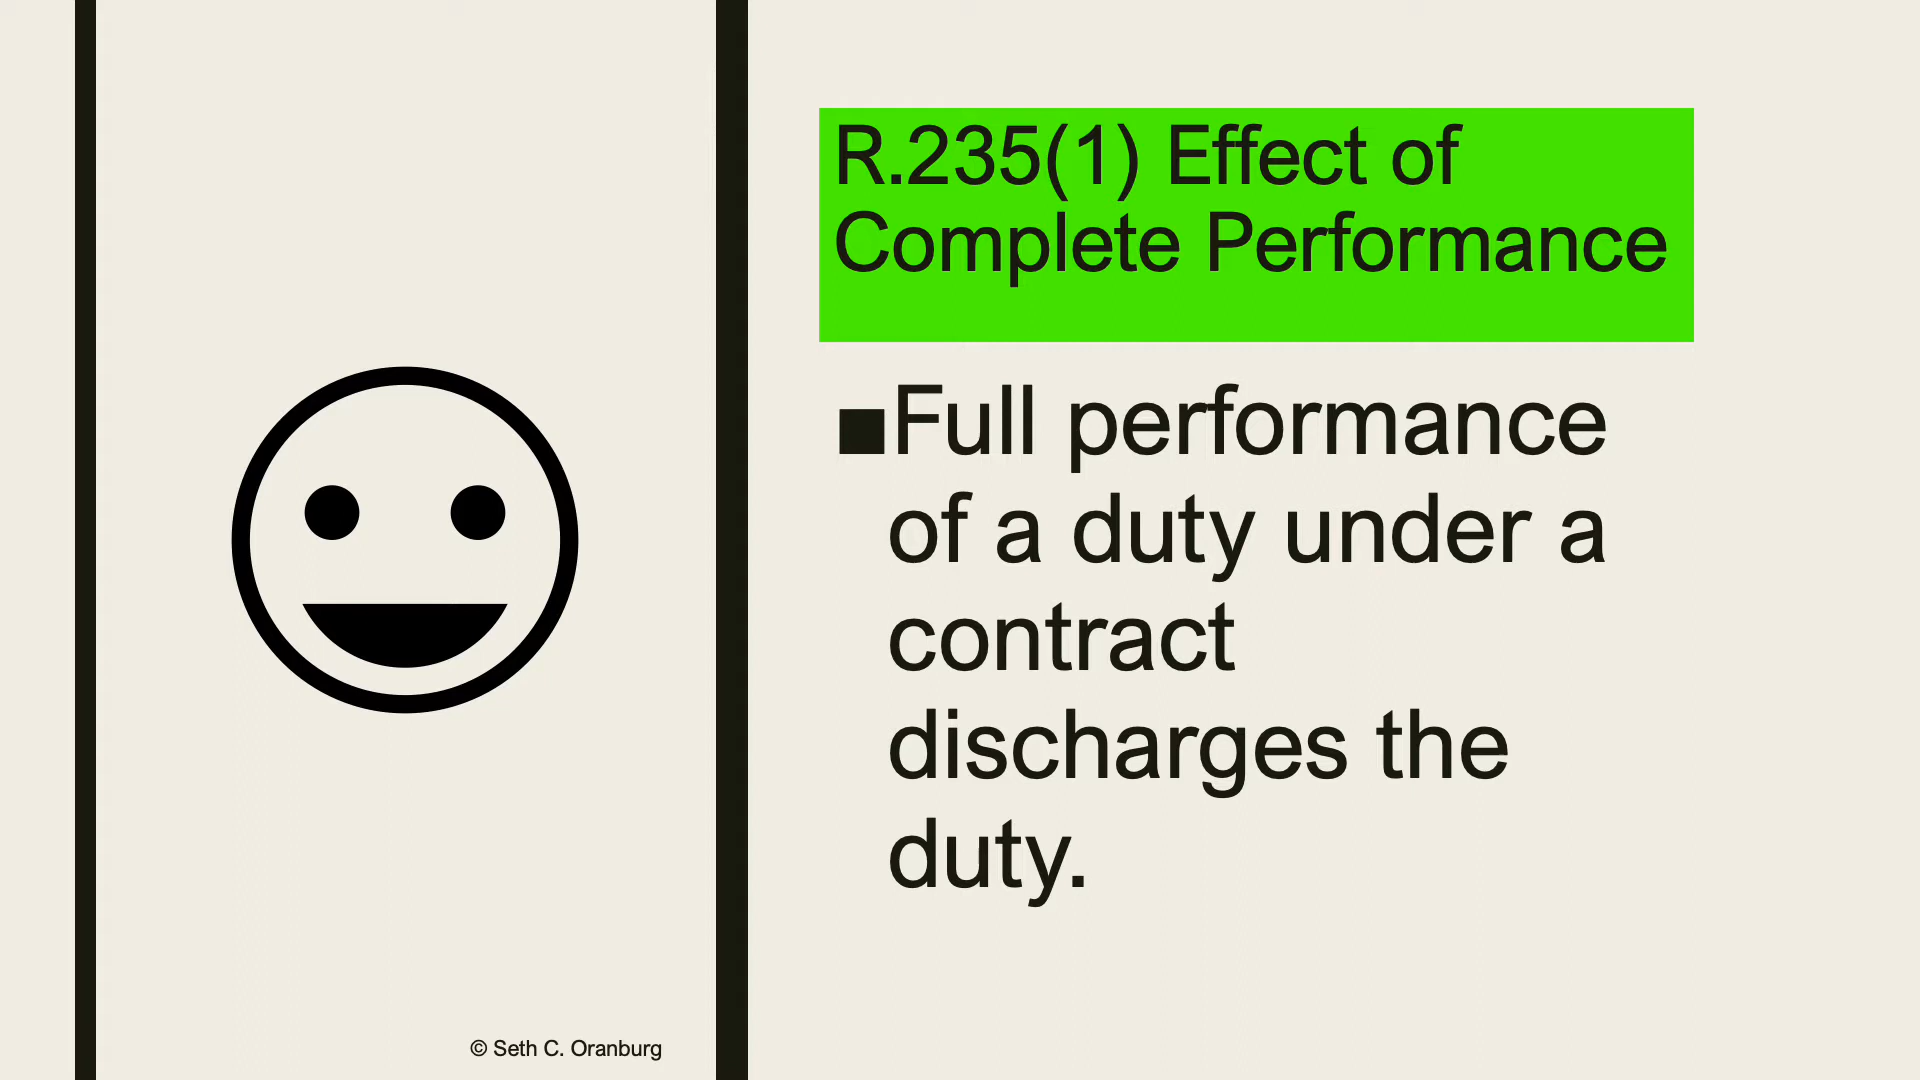 R.235(1) Effect of
Complete Performance
■Full performance
of a duty under a
contract
discharges the
duty.
© Seth C. Oranburg